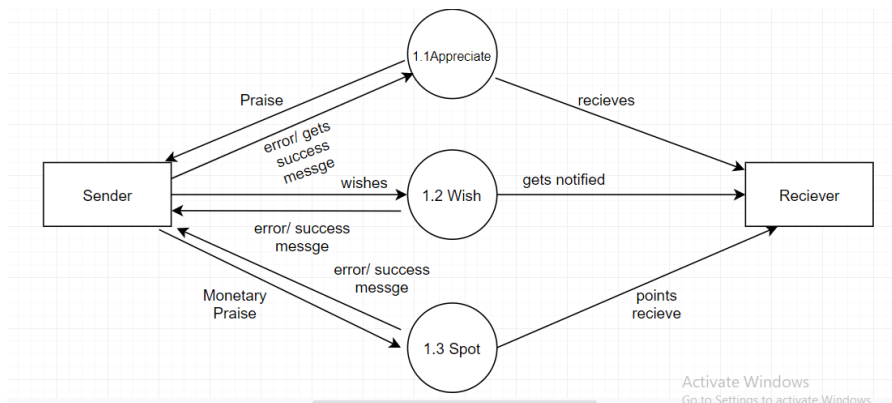 1.1Appreciate
Praise
recieves
error/ gets
success
messge
Sender
wishes
1.2 Wish
gets notified
Reciever
error/ success
messge
error/ success
messge
Monetary
Praise
points
recieve
1.3 Spot
Activate Windows
Go to Settings to activate Windows